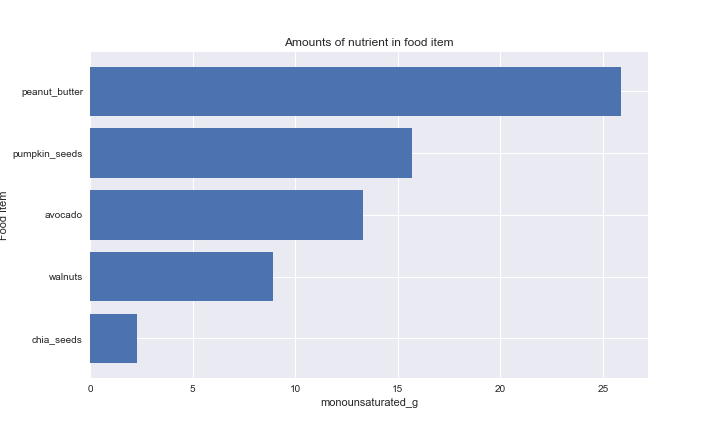 Amounts of nutrient in food item
Food item
peanut_butter
pumpkin_seeds
avocado
walnuts
chia_seeds
0 5 10 15 20 25
monounsaturated_g